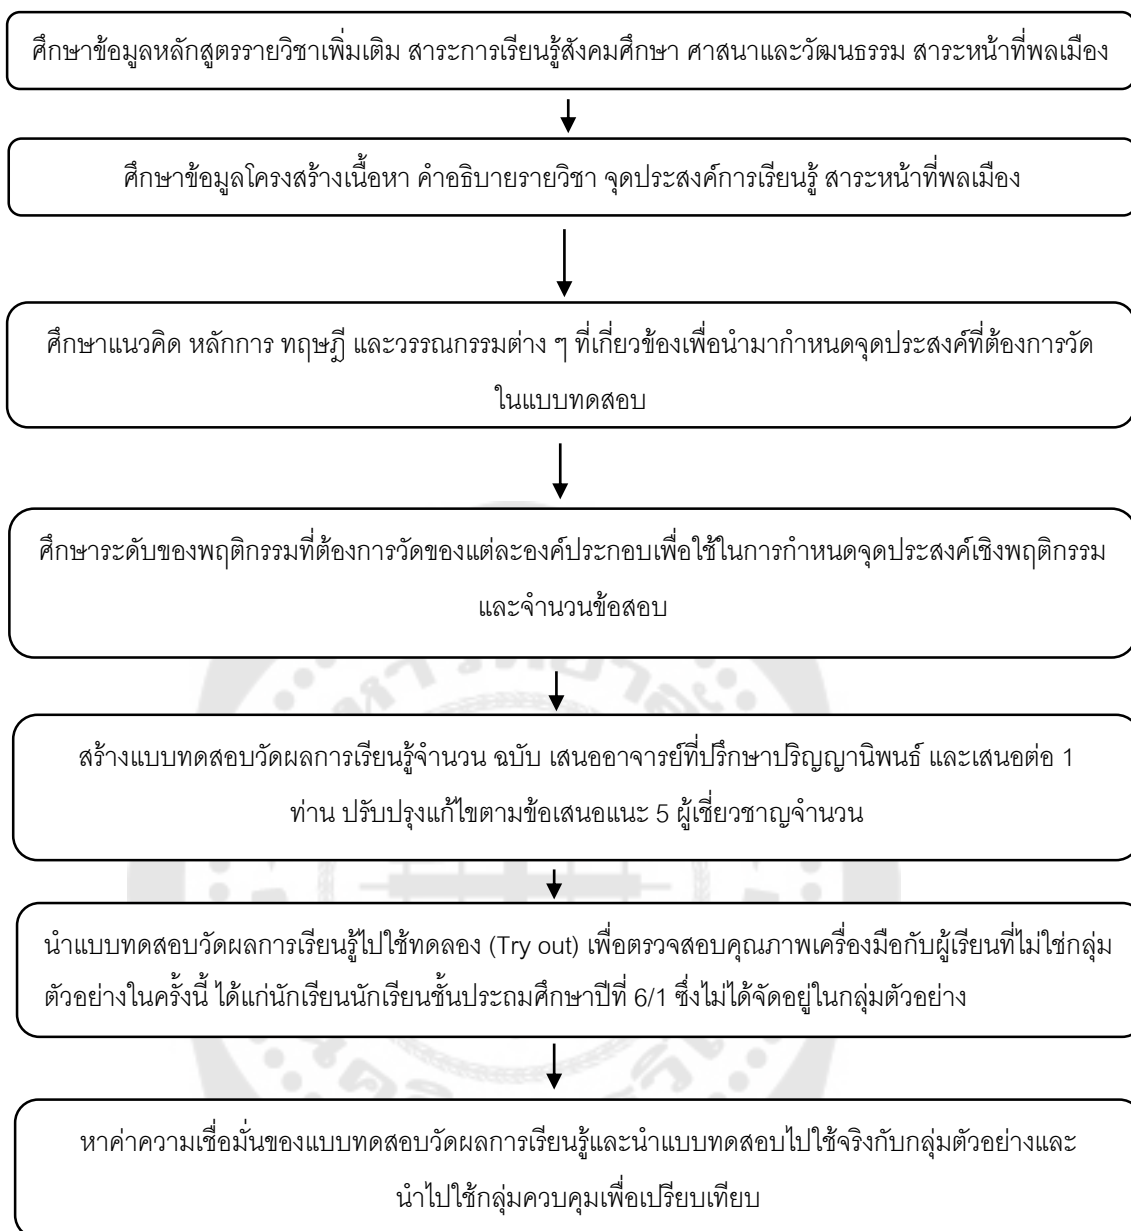 ศึกษาข้อมูลหลักสูตรรายวิชาเพิ่มเติม สาระการเรียนรู้สังคมศึกษา ศาสนาและวัฒนธรรม สาระหน้าที่พลเมือง
ศึกษาข้อมูลโครงสร้างเนื้อหา คำอธิบายรายวิชา จุดประสงค์การเรียนรู้ สาระหน้าที่พลเมือง
ศึกษาแนวคิด หลักการ ทฤษฎี และวรรณกรรมต่าง ๆ ที่เกี่ยวข้องเพื่อนำมากำหนดจุดประสงค์ที่ต้องการวัด
ในแบบทดสอบ
ศึกษาระดับของพฤติกรรมที่ต้องการวัดของแต่ละองค์ประกอบเพื่อใช้ในการกำหนดจุดประสงค์เชิงพฤติกรรม
และจำนวนข้อสอบ
สร้างแบบทดสอบวัดผลการเรียนรู้จำนวน ฉบับ เสนออาจารย์ที่ปรึกษาปริญญานิพนธ์ และเสนอต่อ 1
ท่าน ปรับปรุงแก้ไขตามข้อเสนอแนะ 5 ผู้เชี่ยวชาญจำนวน
นำแบบทดสอบวัดผลการเรียนรู้ไปใช้ทดลอง (Try out) เพื่อตรวจสอบคุณภาพเครื่องมือกับผู้เรียนที่ไม่ใช่กลุ่ม
ตัวอย่างในครั้งนี้ ได้แก่นักเรียนนักเรียนชั้นประถมศึกษาปีที่ 6/1 ซึ่งไม่ได้จัดอยู่ในกลุ่มตัวอย่าง
หาค่าความเชื่อมั่นของแบบทดสอบวัดผลการเรียนรู้และนำแบบทดสอบไปใช้จริงกับกลุ่มตัวอย่างและ
นำไปใช้กลุ่มควบคุมเพื่อเปรียบเทียบ